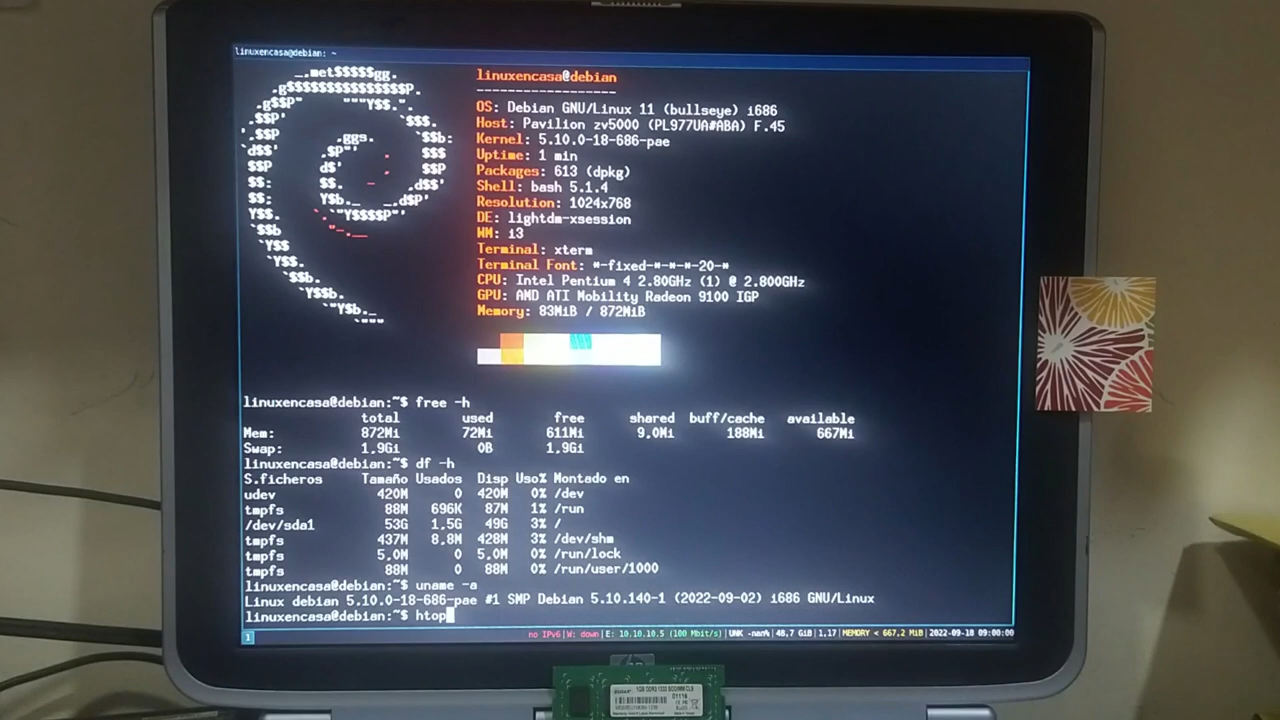 linuxencasa@debian: ~
_,met$$$$$gg.
,g$$$$$$$$$$$$$$$P.
,g$$P" """Y$$.".
,$$P' `$$$.
',$$P ,ggs. `$$b:
`d$$' ,$P"' . $$$
$$P d$' , $$P
$$: $$. - ,d$$'
$$: Y$b._ _,d$P'
Y$$. `.`"Y$$$$P"'
`$$b "-.__
`Y$$
`Y$$.
`$$b.
`Y$$b.
`Y$b._
`"""
linuxencasa@debian
------------------
OS: Debian GNU/Linux 11 (bullseye) i686
Host: Pavilion zv5000 (PL977UA#ABA) F.45
Kernel: 5.10.0-18-686-pae
Uptime: 1 min
Packages: 613 (dpkg)
Shell: bash 5.1.4
Resolution: 1024x768
DE: lightdm-xsession
WM: i3
Terminal: xterm
Terminal Font: *-fixed-*-*-*-20-*
CPU: Intel Pentium 4 2.80GHz (1) @ 2.800GHz
GPU: AMD ATI Mobility Radeon 9100 IGP
Memory: 83MiB / 872MiB
linuxencasa@debian:~$ free -h
total used free shared buff/cache available
Mem: 872Mi 72Mi 611Mi 9.0Mi 188Mi 667Mi
Swap: 1.9Gi 0B 1.9Gi
linuxencasa@debian:~$ df -h
S.ficheros Tamaño Usados Disp Uso% Montado en
udev 420M 0 420M 0% /dev
tmpfs 88M 696K 87M 1% /run
/dev/sda1 53G 1.5G 49G 3% /
tmpfs 437M 8.8M 428M 3% /dev/shm
tmpfs 5.0M 0 5.0M 0% /run/lock
tmpfs 88M 0 88M 0% /run/user/1000
linuxencasa@debian:~$ uname -a
Linux debian 5.10.0-18-686-pae #1 SMP Debian 5.10.140-1 (2022-09-02) i686 GNU/Linux
linuxencasa@debian:~$ htop
1 no IPv6|W: down|E: 10.10.10.5 (100 Mbit/s)|UNK -nan%|48.7 GiB|1.17|MEMORY < 667.2 MiB|2022-09-18 09:00:00
hp
1GB DDR3 1333 SODIMM CL9